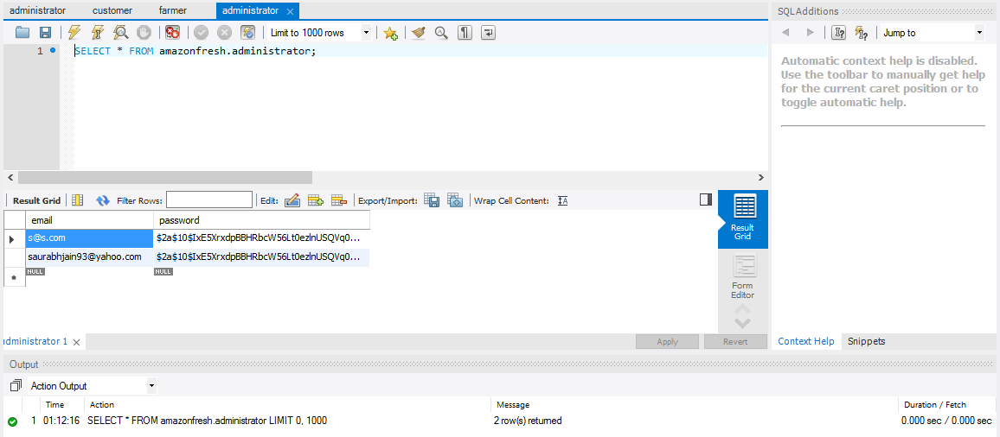 administrator customer farmer administrator SQLAdditions
Limit to 1000 rows Jump to
1 SELECT * FROM amazonfresh.administrator;
Automatic context help is disabled.
Use the toolbar to manually get help
for the current caret position or to
toggle automatic help.
Result Grid Filter Rows: Edit: Export/Import: Wrap Cell Content:
email password
s@s.com $2a$10$IxE5XrxdpBBHRbcW56Lt0ezlnUSQVq0...
saurabhjain93@yahoo.com $2a$10$IxE5XrxdpBBHRbcW56Lt0ezlnUSQVq0...
NULL NULL
Result
Grid
Form
Editor
dministrator 1 Apply Revert Context Help Snippets
Output
Action Output
Time Action Message Duration / Fetch
1 01:12:16 SELECT * FROM amazonfresh.administrator LIMIT 0, 1000 2 row(s) returned 0.000 sec / 0.000 sec